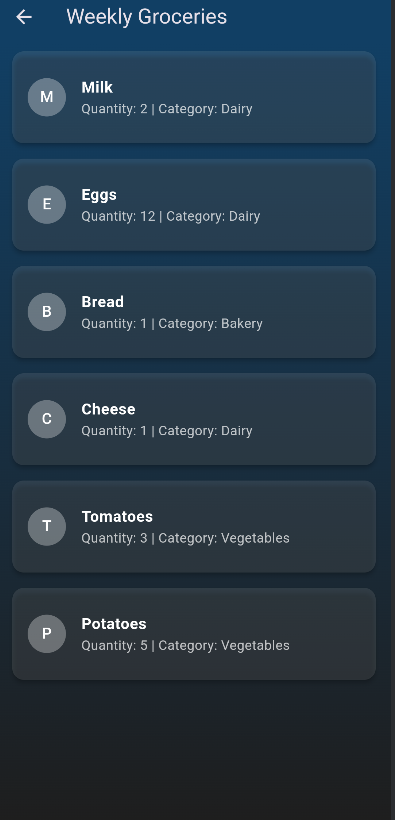 Weekly Groceries
M
Milk
Quantity: 2 | Category: Dairy
E
Eggs
Quantity: 12 | Category: Dairy
B
Bread
Quantity: 1 | Category: Bakery
C
Cheese
Quantity: 1 | Category: Dairy
T
Tomatoes
Quantity: 3 | Category: Vegetables
P
Potatoes
Quantity: 5 | Category: Vegetables